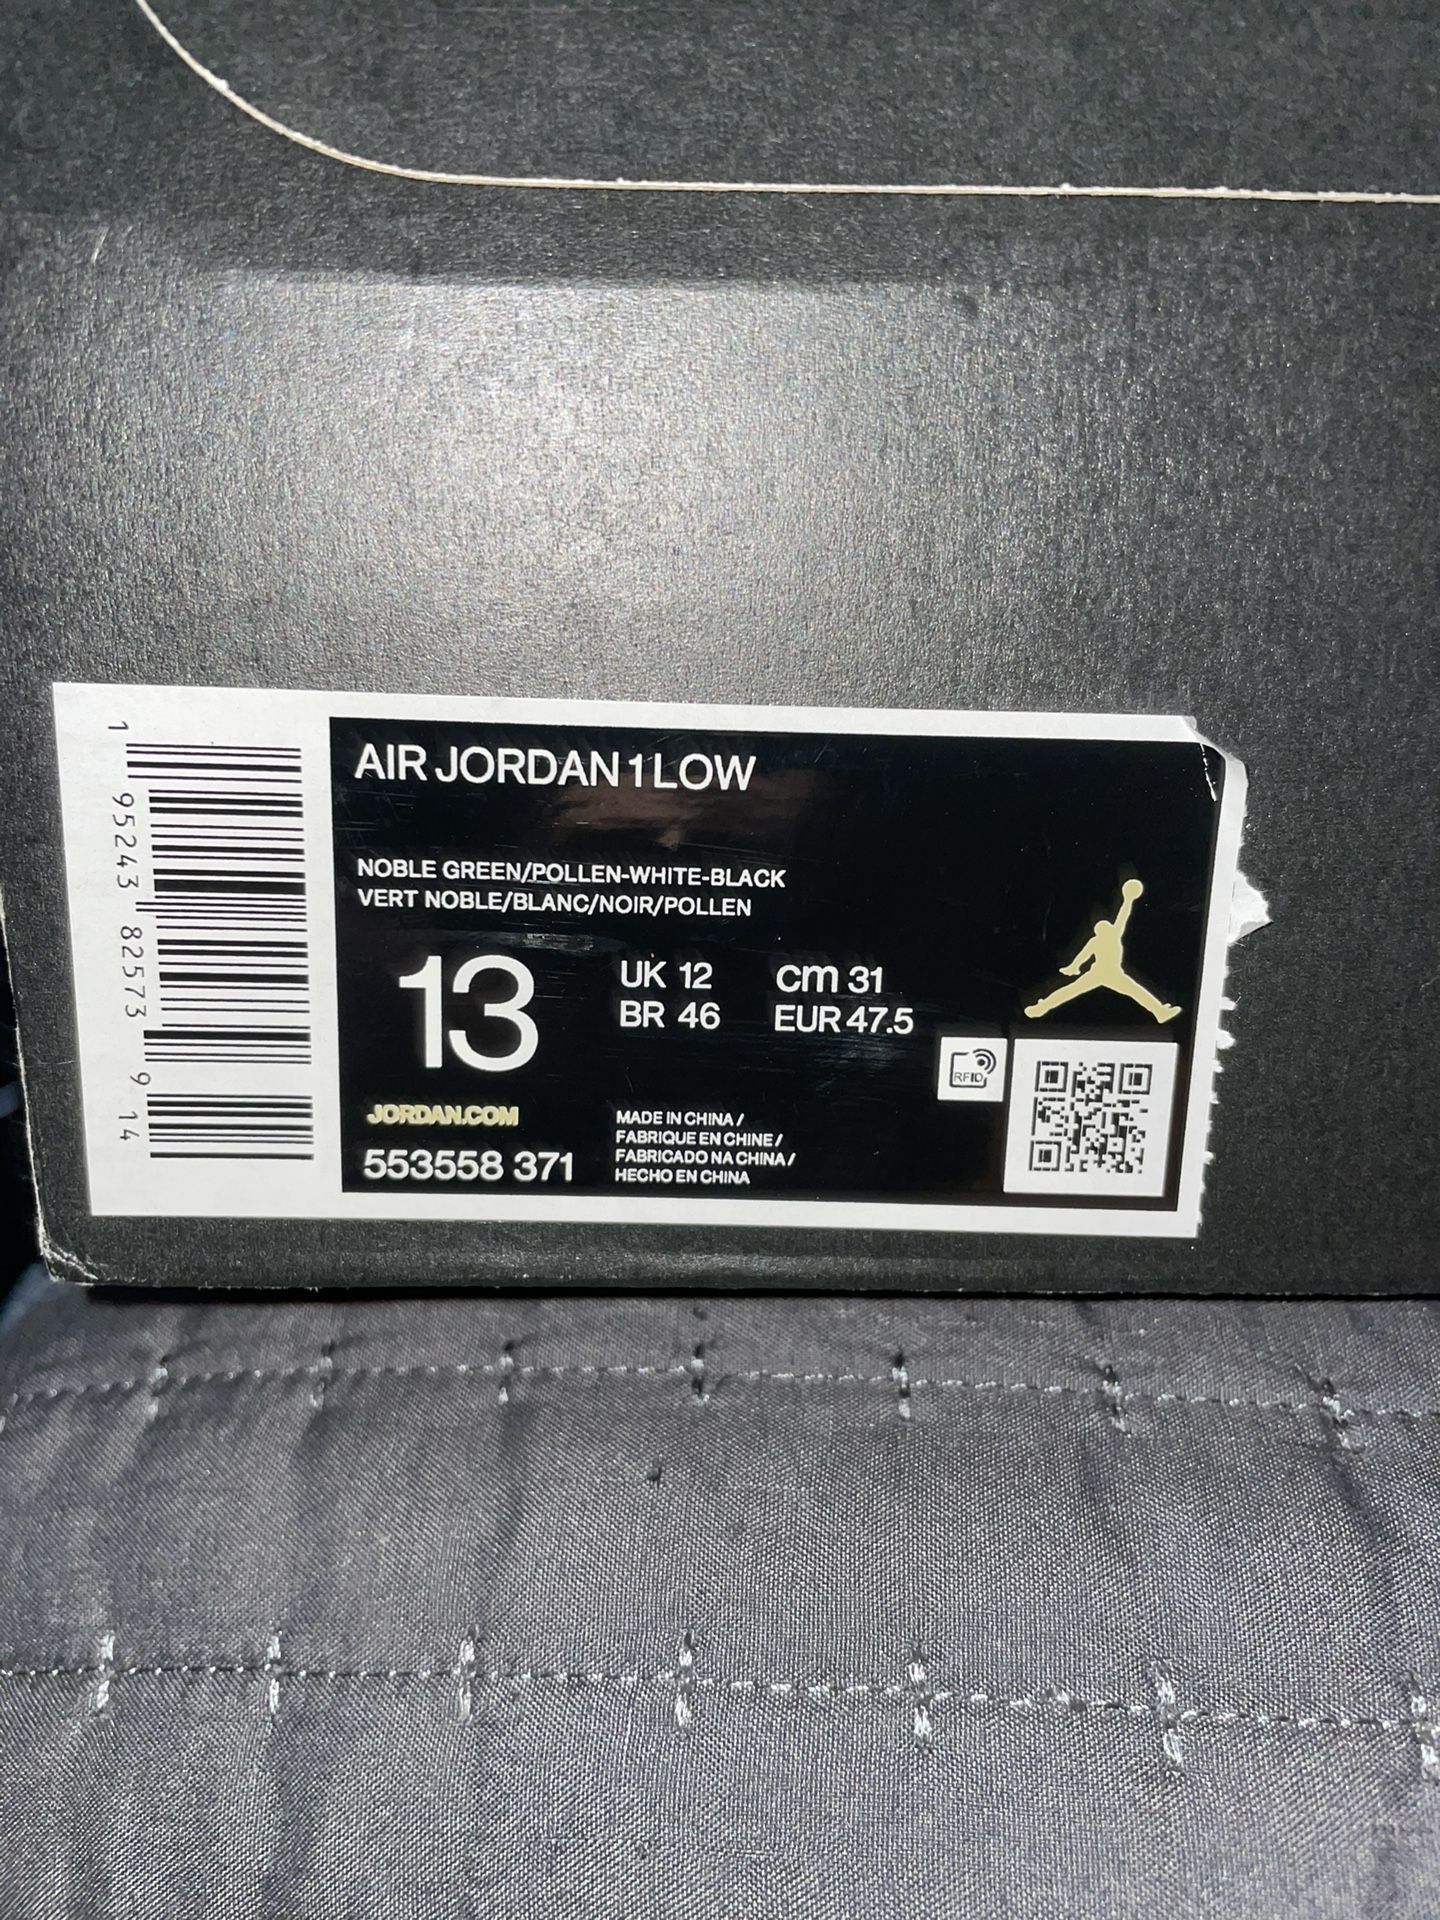 AIR JORDAN 1 LOW
NOBLE GREEN/POLLEN-WHITE-BLACK
VERT NOBLE/BLANC/NOIR/POLLEN
13
UK 12
cm 31
BR 46
EUR 47.5
RFID
JORDAN.COM
553558 371
MADE IN CHINA /
FABRIQUE EN CHINE /
FABRICADO NA CHINA /
HECHO EN CHINA
1 95243 82573 9 14